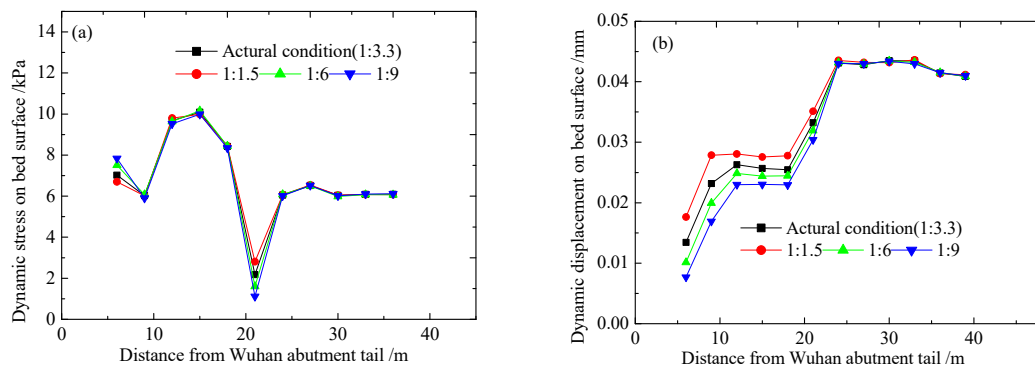 (a)
Actural condition(1:3.3)
1:1.5 1:6 1:9
Dynamic stress on bed surface /kPa
14
12
10
8
6
4
2
0
0 10 20 30 40
Distance from Wuhan abutment tail /m
(b)
Actural condition(1:3.3)
1:1.5 1:6 1:9
Dynamic displacement on bed surface /mm
0.05
0.04
0.03
0.02
0.01
0.00
0 10 20 30 40
Distance from Wuhan abutment tail /m